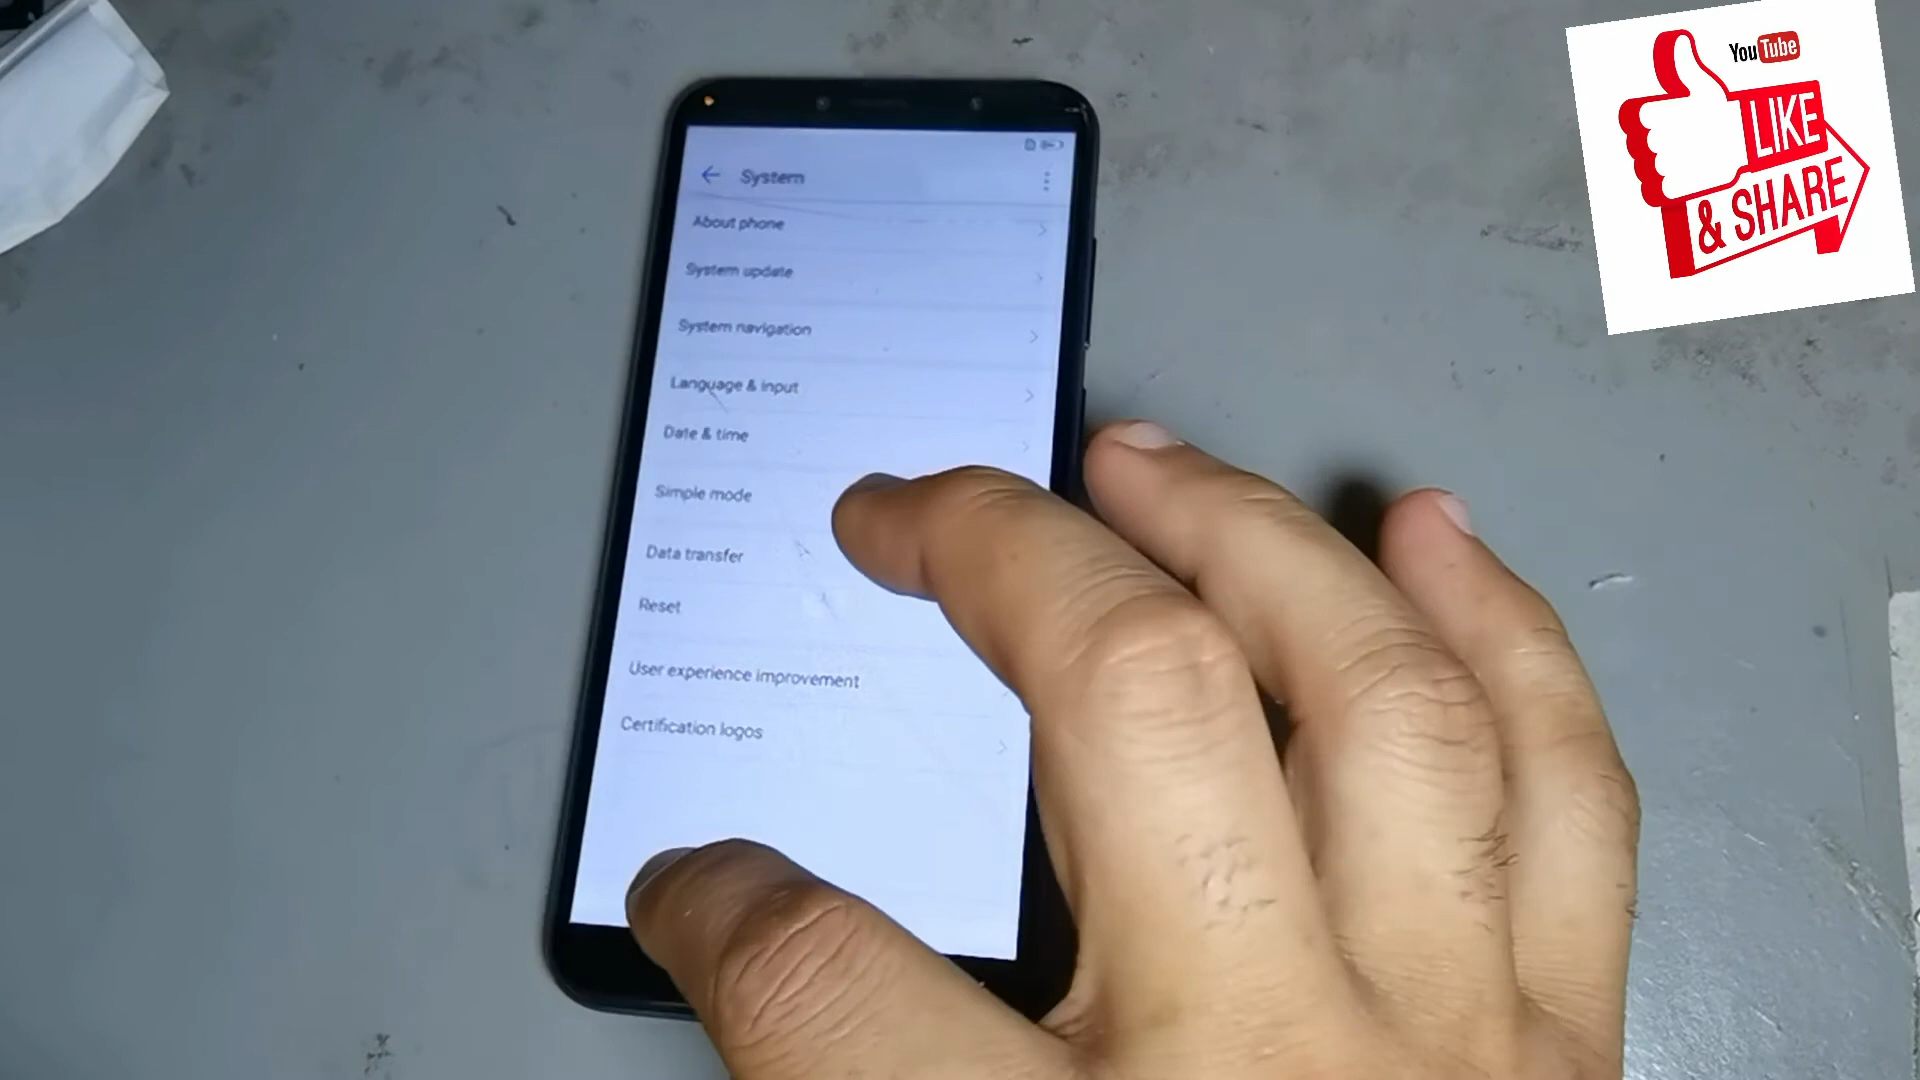 System
About phone
System update
System navigation
Language & input
Date & time
Simple mode
Data transfer
Reset
User experience improvement
Certification logos
YouTube
LIKE
& SHARE